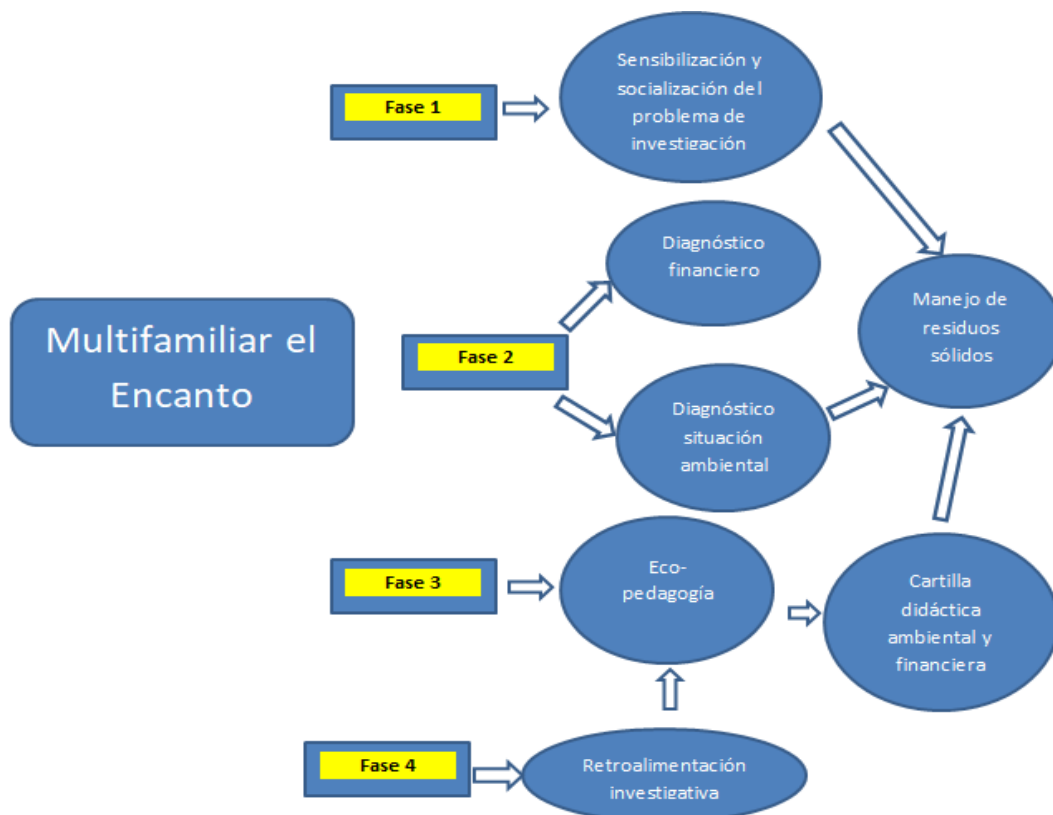 Fase 1
Sensibilización y
socialización del
problema de
investigación
Diagnóstico
financiero
Multifamiliar el
Encanto
Fase 2
Manejo de
residuos
sólidos
Diagnóstico
situación
ambiental
Fase 3
Eco-
pedagogía
Cartilla
didáctica
ambiental y
financiera
Fase 4
Retroalimentación
investigativa